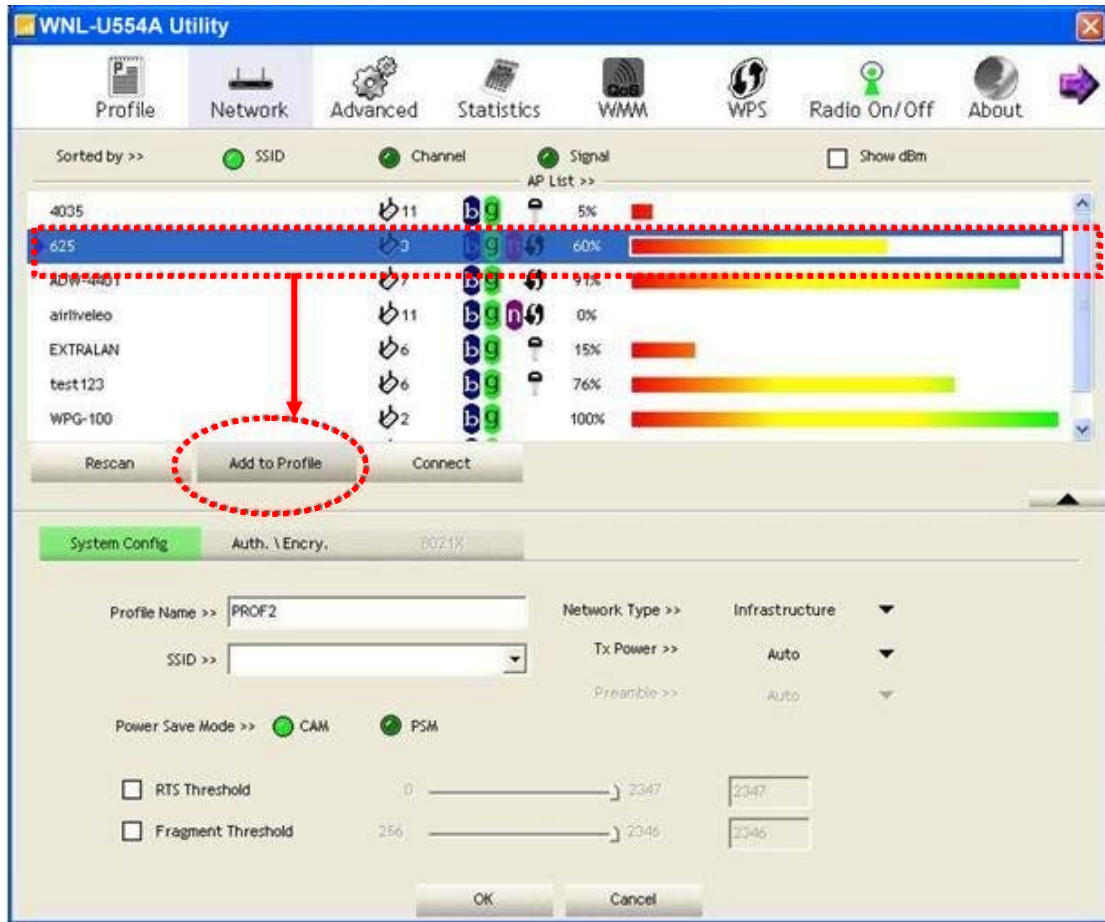 WNL-U554A Utility
Profile Network Advanced Statistics QoS WMM WPS Radio On/Off About
Sorted by >> SSID Channel Signal Show dBm
AP List >>
4035 11 b g 5%
625 3 b g n 60%
ADW-4401 7 b g 91%
airliveleo 11 b g n 0%
EXTRALAN 6 b g 15%
test123 6 b g 76%
WPG-100 2 b g 100%
Rescan Add to Profile Connect
System Config Auth. \ Encry. 8021X
Profile Name >> PROF2 Network Type >> Infrastructure
SSID >> Tx Power >> Auto
Preamble >> Auto
Power Save Mode >> CAM PSM
RTS Threshold 0 2347 2347
Fragment Threshold 256 2346 2346
OK Cancel